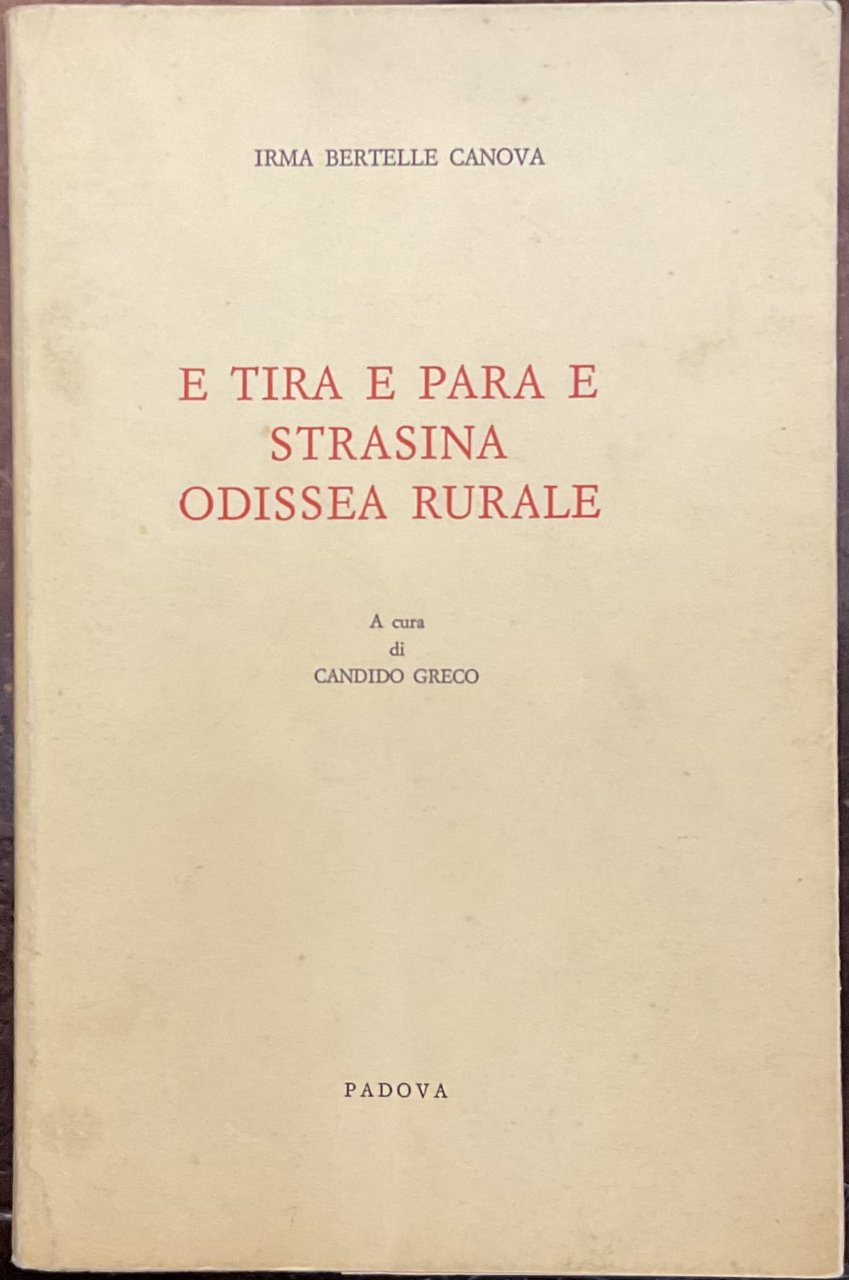 IRMA BERTELLE CANOVA
E TIRA E PARA E
STRASINA
ODISSEA RURALE
A cura
di
CANDIDO GRECO
PADOVA